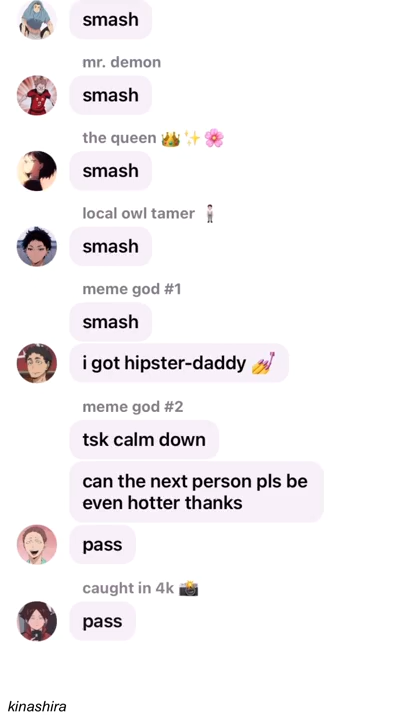 smash
mr. demon
smash
the queen 👑✨🌸
smash
local owl tamer 🧍🏻‍♂️
smash
meme god #1
smash
i got hipster-daddy 💅
meme god #2
tsk calm down
can the next person pls be
even hotter thanks
pass
caught in 4k 📸
pass
kinashira